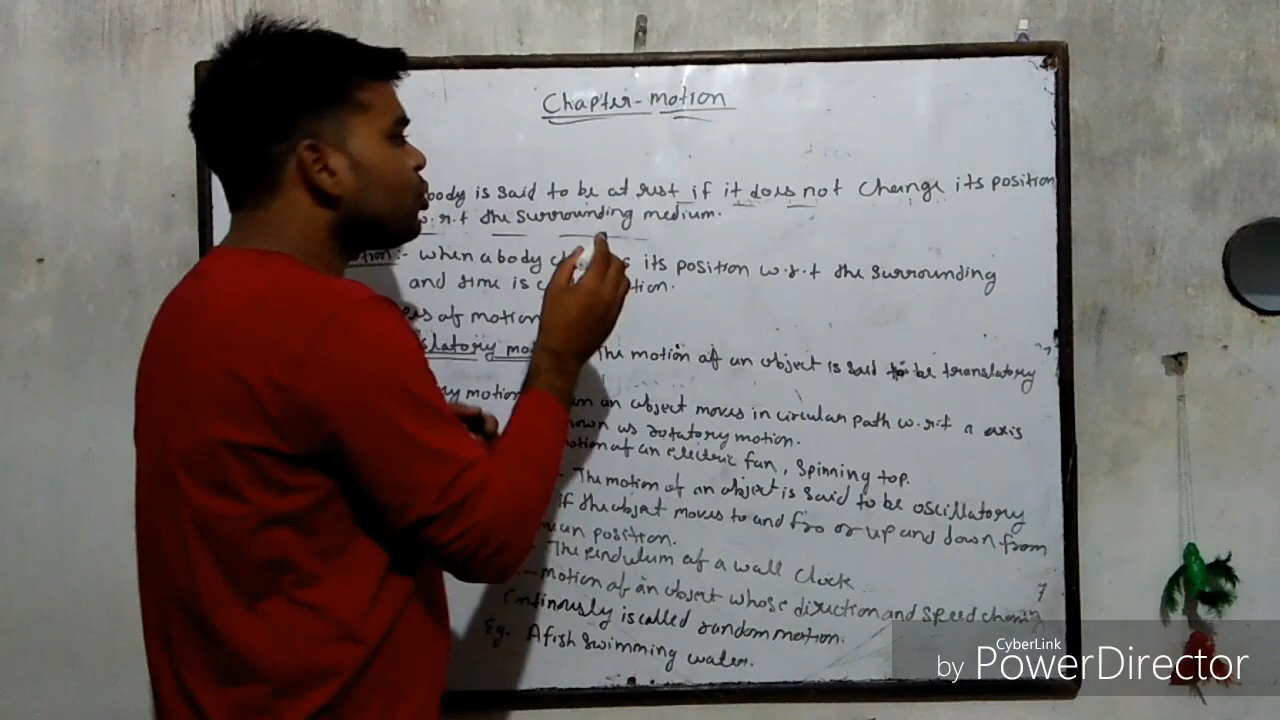 Chapter - motion
body is said to be at rest if it does not change its position
w.r.t the surrounding medium.
when a body its position w.r.t the surrounding
and time is
of motion
motion of an object is said to be translatory
motion an object moves in circular path w.r.t a axis
as rotatory motion.
of an electric fan, spinning top.
- The motion of an object is said to be oscillatory
if the object moves to and fro or up and down from
position.
The pendulum of a wall clock
- motion of an object whose direction and speed
Continously is called random motion.
Eg. A fish swimming water.
CyberLink
by PowerDirector